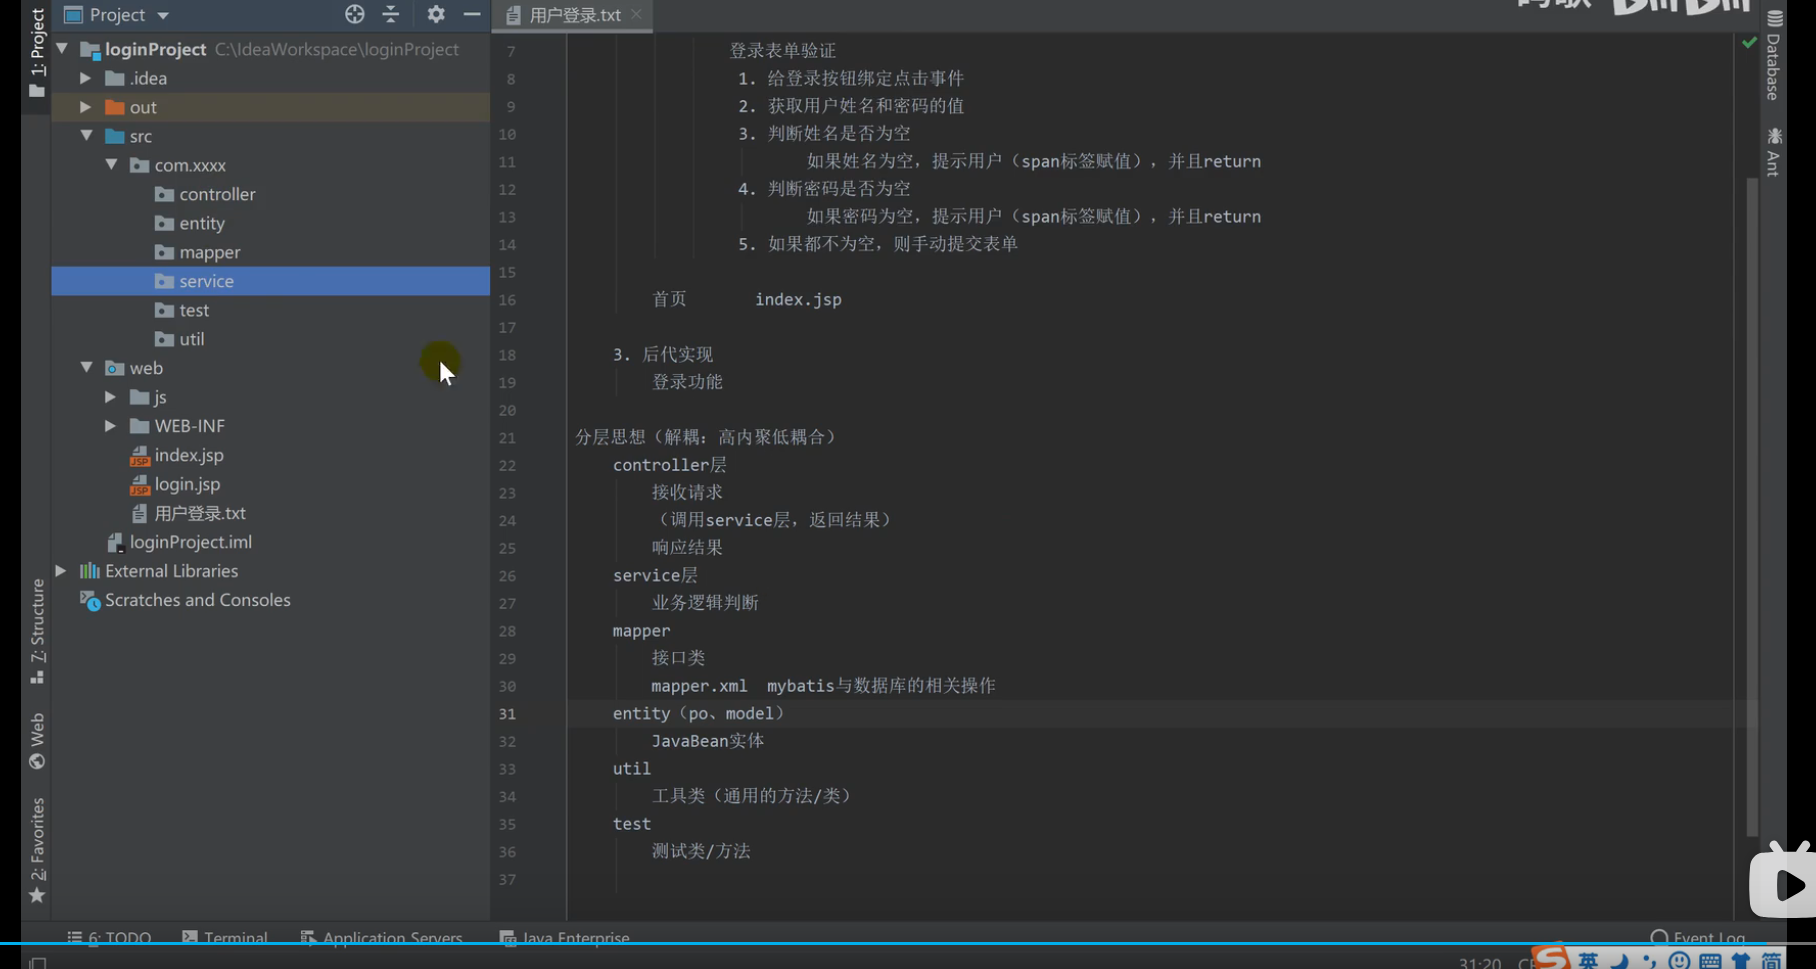 Project
用户登录.txt
1: Project
loginProject C:\IdeaWorkspace\loginProject
.idea
out
src
com.xxxx
controller
entity
mapper
service
test
util
web
js
WEB-INF
index.jsp
login.jsp
用户登录.txt
loginProject.iml
External Libraries
Scratches and Consoles
7: Structure
Web
2: Favorites
7 登录表单验证
8 1. 给登录按钮绑定点击事件
9 2. 获取用户姓名和密码的值
10 3. 判断姓名是否为空
11 如果姓名为空，提示用户（span标签赋值），并且return
12 4. 判断密码是否为空
13 如果密码为空，提示用户（span标签赋值），并且return
14 5. 如果都不为空，则手动提交表单
15
16 首页 index.jsp
17
18 3. 后代实现
19 登录功能
20
21 分层思想（解耦：高内聚低耦合）
22 controller层
23 接收请求
24 （调用service层，返回结果）
25 响应结果
26 service层
27 业务逻辑判断
28 mapper
29 接口类
30 mapper.xml mybatis与数据库的相关操作
31 entity（po、model）
32 JavaBean实体
33 util
34 工具类（通用的方法/类）
35 test
36 测试类/方法
37
Database
Ant
6: TODO
Terminal
Application Servers
Java Enterprise
Event Log
31:20
英
简